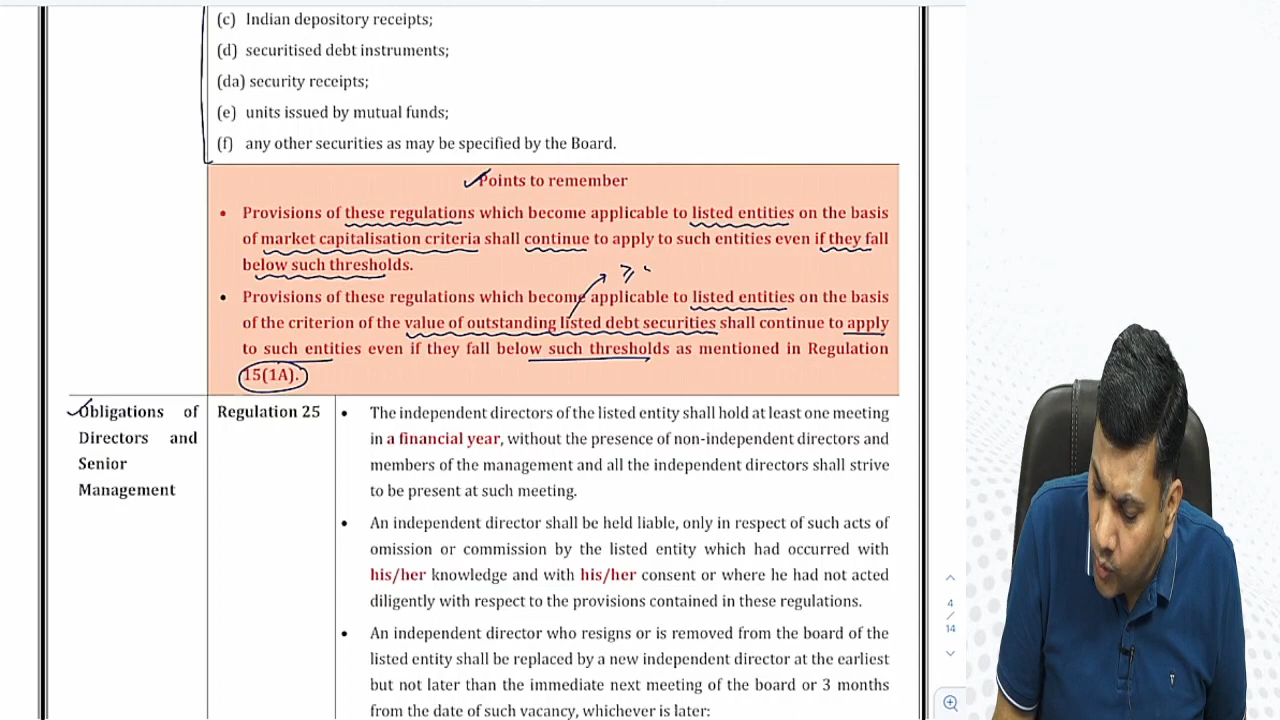 (c) Indian depository receipts;
(d) securitised debt instruments;
(da) security receipts;
(e) units issued by mutual funds;
(f) any other securities as may be specified by the Board.
Points to remember
• Provisions of these regulations which become applicable to listed entities on the basis
of market capitalisation criteria shall continue to apply to such entities even if they fall
below such thresholds.
• Provisions of these regulations which become applicable to listed entities on the basis
of the criterion of the value of outstanding listed debt securities shall continue to apply
to such entities even if they fall below such thresholds as mentioned in Regulation
15(1A).
Obligations of
Directors and
Senior
Management
Regulation 25
• The independent directors of the listed entity shall hold at least one meeting
in a financial year, without the presence of non-independent directors and
members of the management and all the independent directors shall strive
to be present at such meeting.
• An independent director shall be held liable, only in respect of such acts of
omission or commission by the listed entity which had occurred with
his/her knowledge and with his/her consent or where he had not acted
diligently with respect to the provisions contained in these regulations.
• An independent director who resigns or is removed from the board of the
listed entity shall be replaced by a new independent director at the earliest
but not later than the immediate next meeting of the board or 3 months
from the date of such vacancy, whichever is later:
4
/
14